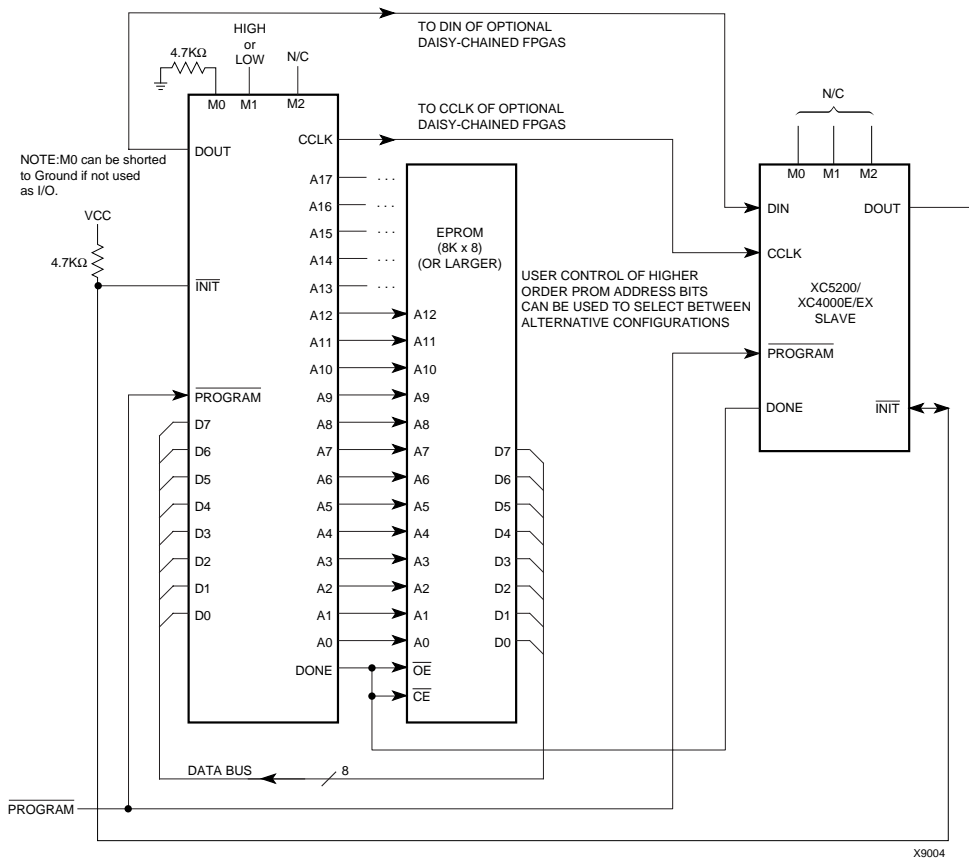 TO DIN OF OPTIONAL
DAISY-CHAINED FPGAS
HIGH
or
LOW
4.7KΩ
N/C
M0
M1
M2
TO CCLK OF OPTIONAL
DAISY-CHAINED FPGAS
N/C
DOUT
CCLK
NOTE:M0 can be shorted
to Ground if not used
as I/O.
VCC
4.7KΩ
INIT
PROGRAM
D7
D6
D5
D4
D3
D2
D1
D0
A17 ...
A16 ...
A15 ...
A14 ...
A13 ...
A12
A11
A10
A9
A8
A7
A6
A5
A4
A3
A2
A1
A0
DONE
EPROM
(8K x 8)
(OR LARGER)
A12
A11
A10
A9
A8
A7
A6
A5
A4
A3
A2
A1
A0
OE
CE
D7
D6
D5
D4
D3
D2
D1
D0
USER CONTROL OF HIGHER
ORDER PROM ADDRESS BITS
CAN BE USED TO SELECT BETWEEN
ALTERNATIVE CONFIGURATIONS
M0
M1
M2
DIN
DOUT
CCLK
XC5200/
XC4000E/EX
SLAVE
PROGRAM
DONE
INIT
DATA BUS
8
PROGRAM
X9004